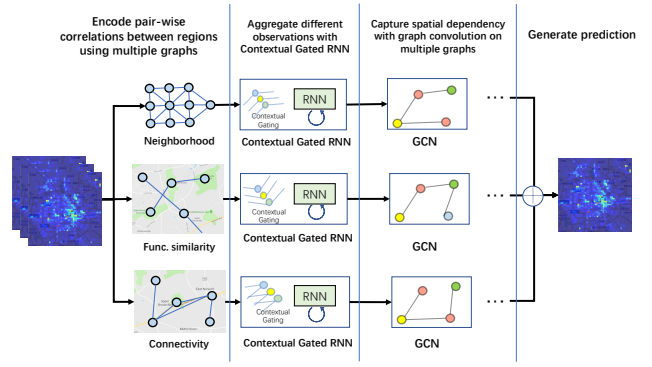 Encode pair-wise
correlations between regions
using multiple graphs
Aggregate different
observations with
Contextual Gated RNN
Capture spatial dependency
with graph convolution on
multiple graphs
Generate prediction
Neighborhood
Contextual
Gating
RNN
Contextual Gated RNN
GCN
...
Func. similarity
Contextual
Gating
RNN
Contextual Gated RNN
GCN
...
Connectivity
Contextual
Gating
RNN
Contextual Gated RNN
GCN
...